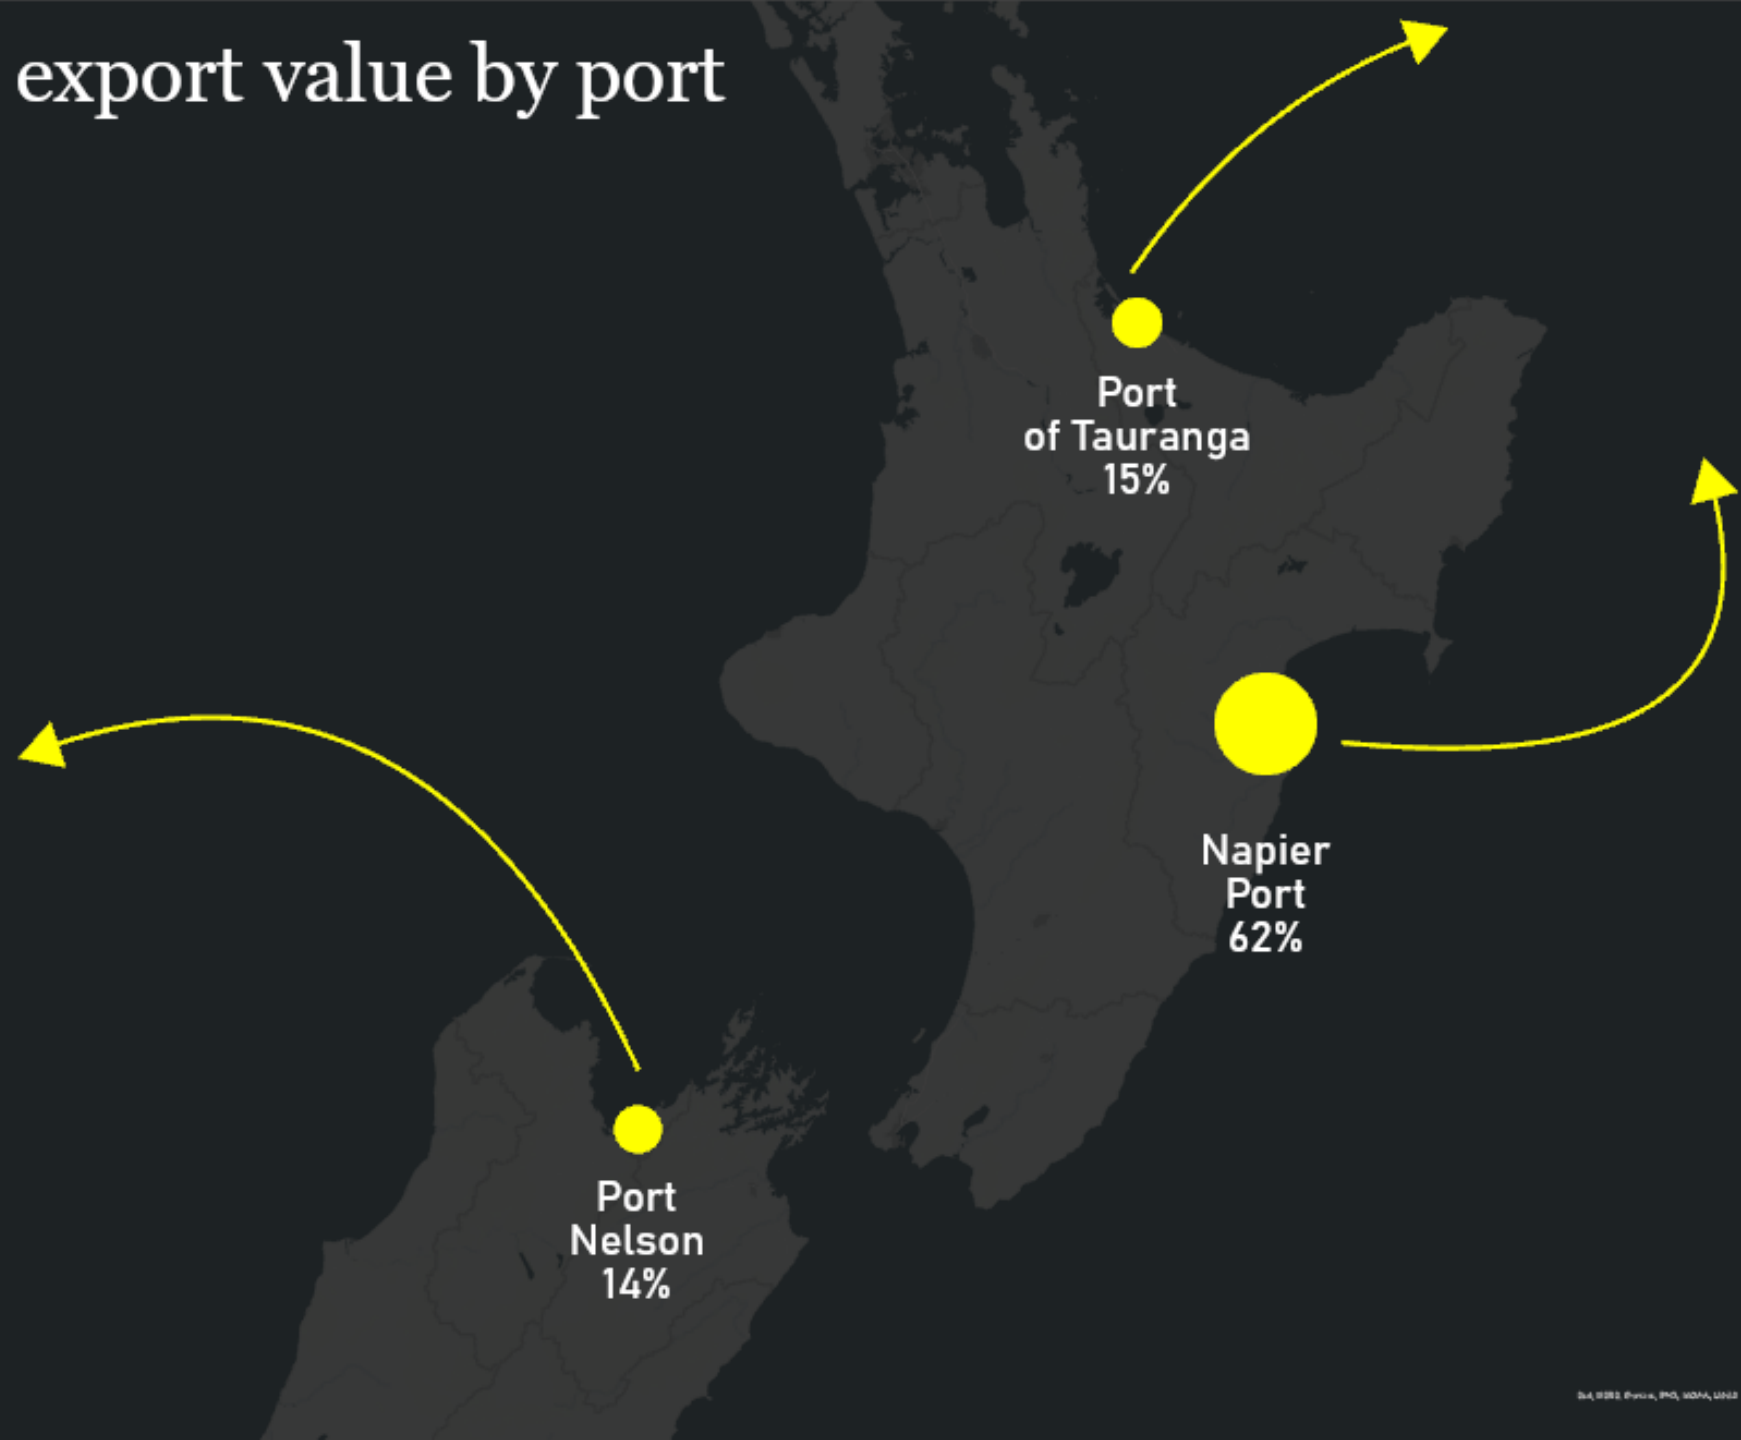 export value by port
Port
of Tauranga
15%
Napier
Port
62%
Port
Nelson
14%